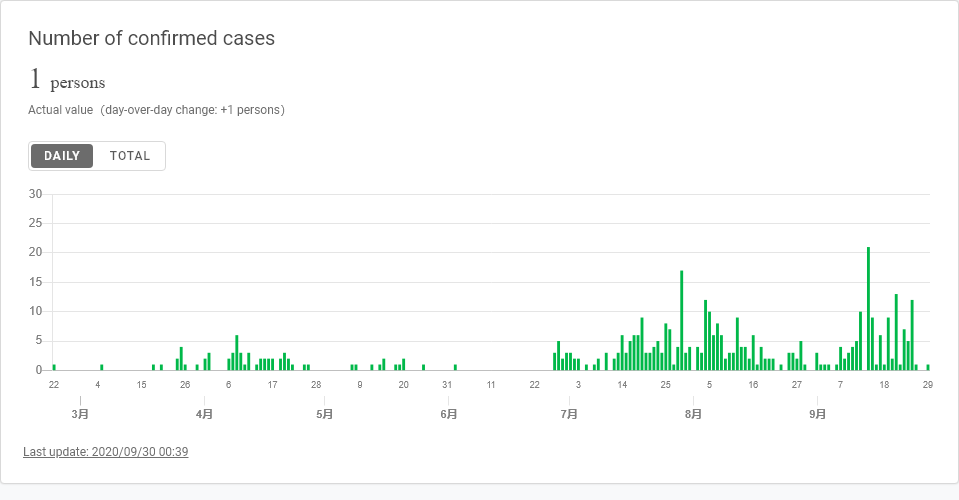 Number of confirmed cases
1 persons
Actual value (day-over-day change: +1 persons)
DAILY TOTAL
30
25
20
15
10
5
0
22 4 15 26 6 17 28 9 20 31 11 22 3 14 25 5 16 27 7 18 29
3月 4月 5月 6月 7月 8月 9月
Last update: 2020/09/30 00:39